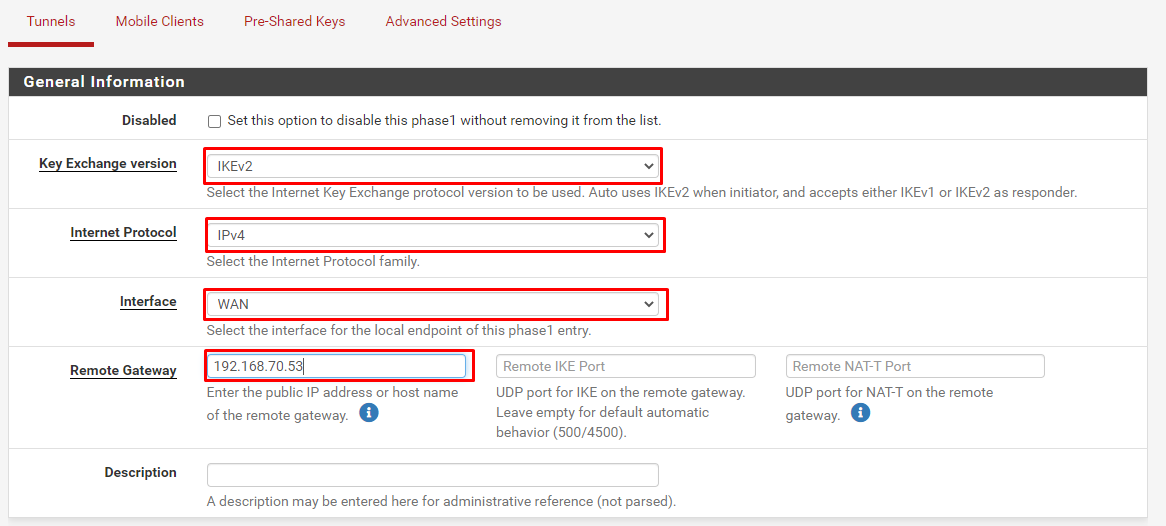 Tunnels Mobile Clients Pre-Shared Keys Advanced Settings
General Information
Disabled Set this option to disable this phase1 without removing it from the list.
Key Exchange version IKEv2
Select the Internet Key Exchange protocol version to be used. Auto uses IKEv2 when initiator, and accepts either IKEv1 or IKEv2 as responder.
Internet Protocol IPv4
Select the Internet Protocol family.
Interface WAN
Select the interface for the local endpoint of this phase1 entry.
Remote Gateway 192.168.70.53 Remote IKE Port Remote NAT-T Port
Enter the public IP address or host name UDP port for IKE on the remote gateway. UDP port for NAT-T on the remote
of the remote gateway. Leave empty for default automatic gateway.
behavior (500/4500).
Description
A description may be entered here for administrative reference (not parsed).